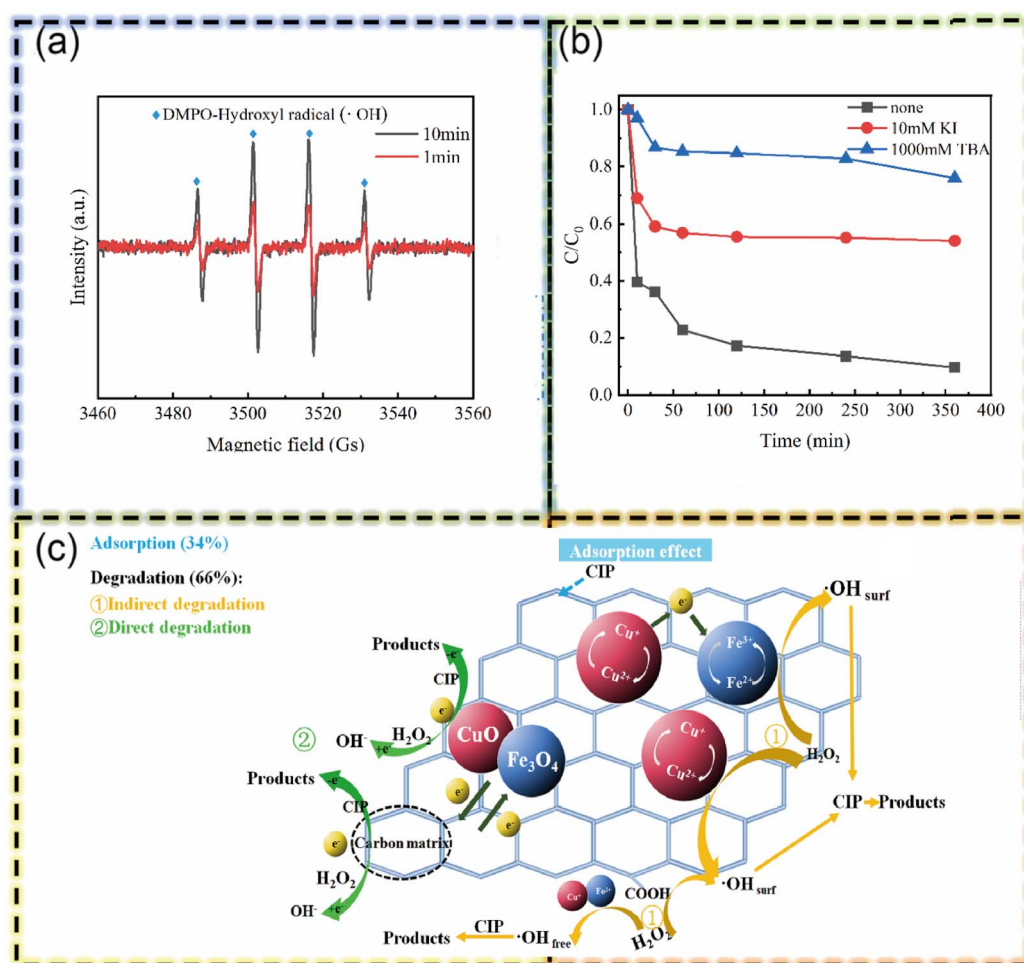 (a)
DMPO-Hydroxyl radical (· OH)
10min
1min
Intensity (a.u.)
3460 3480 3500 3520 3540 3560
Magnetic field (Gs)
(b)
none
10mM KI
1000mM TBA
C/C0
1.0
0.8
0.6
0.4
0.2
0.0
0 50 100 150 200 250 300 350 400
Time (min)
(c)
Adsorption (34%)
Degradation (66%):
①Indirect degradation
②Direct degradation
Adsorption effect
CIP
e-
Cu+
Cu2+
Fe3+
Fe2+
·OH surf
Products
-e-
CIP
e-
H2O2
②
OH-
+e-
CuO
Fe3O4
Cu+
Cu2+
①
H2O2
Products
-e-
CIP
e-
e-
e-
Carbon matrix
H2O2
OH-
+e-
CIP
Products
·OHsurf
COOH
Cu+
Fe2+
①
H2O2
CIP
·OHfree
Products